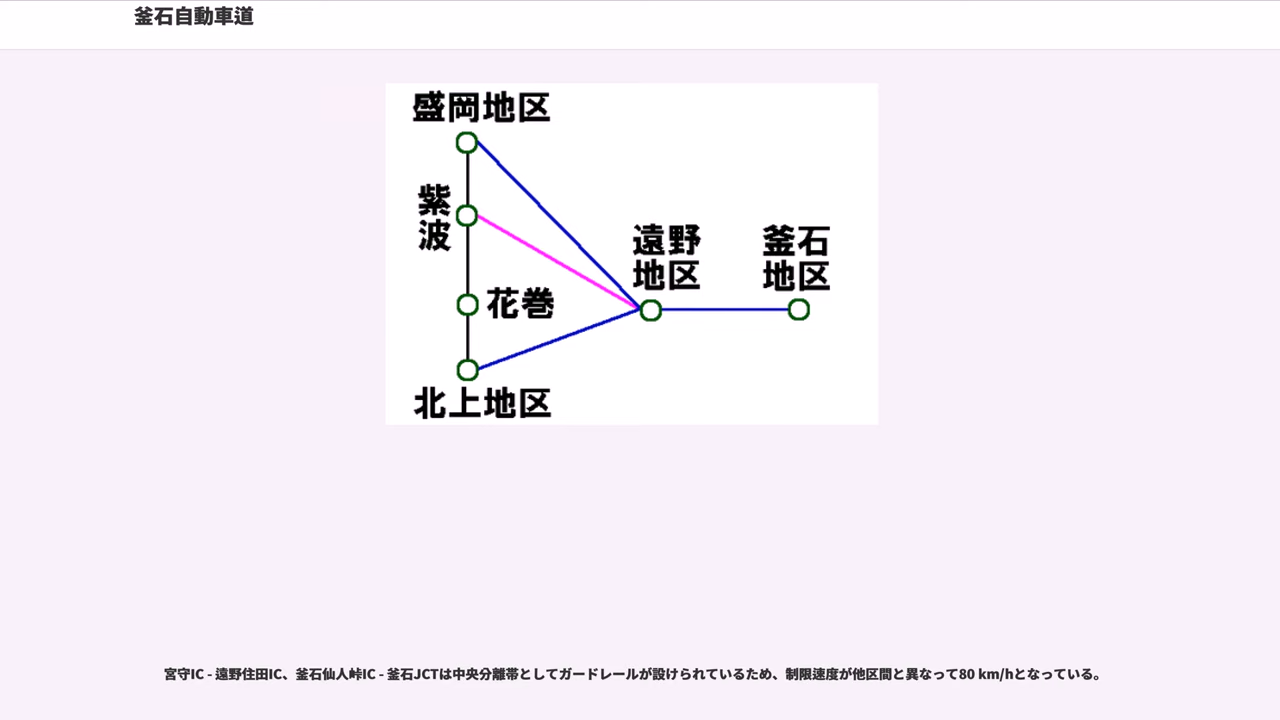 釜石自動車道
盛岡地区
紫波
遠野地区
釜石地区
花巻
北上地区
宮守IC - 遠野住田IC、釜石仙人峠IC - 釜石JCTは中央分離帯としてガードレールが設けられているため、制限速度が他区間と異なって80 km/hとなっている。